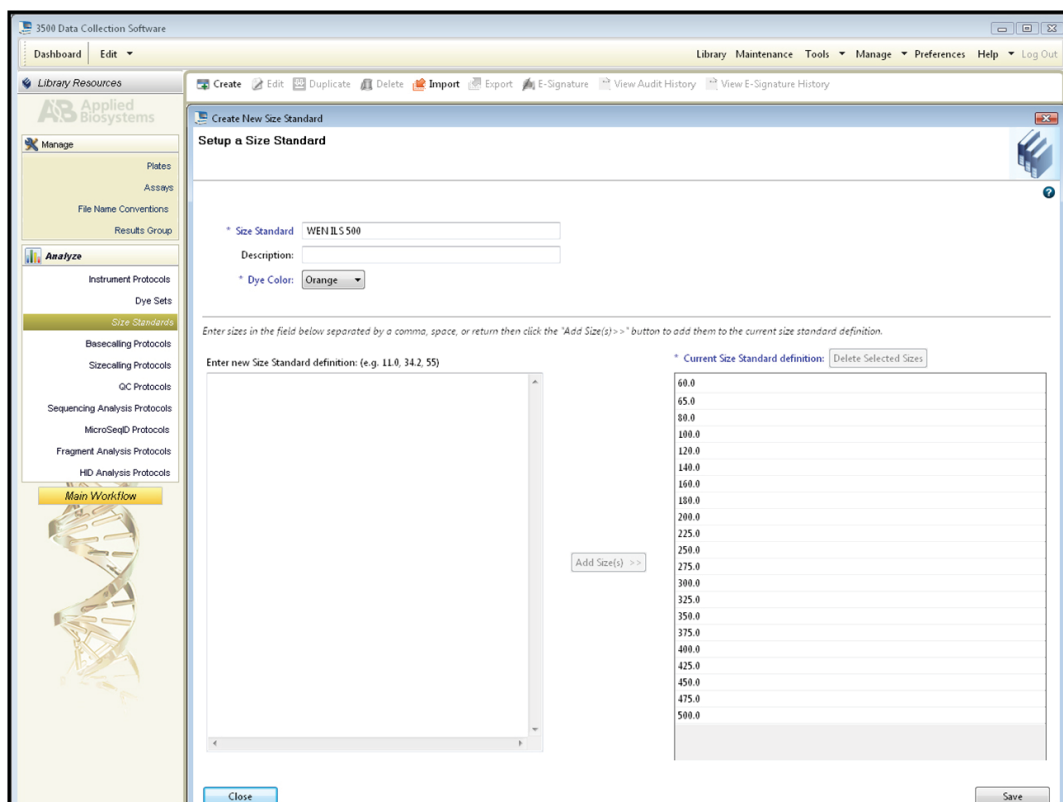 3500 Data Collection Software
Dashboard Edit Library Maintenance Tools Manage Preferences Help Log Out
Library Resources
Create Edit Duplicate Delete Import Export E-Signature View Audit History View E-Signature History
AB Applied Biosystems
Create New Size Standard
Setup a Size Standard
Manage
Plates
Assays
File Name Conventions
Results Group
Analyze
Instrument Protocols
Dye Sets
Size Standards
Basecalling Protocols
Sizecalling Protocols
QC Protocols
Sequencing Analysis Protocols
MicroSeqID Protocols
Fragment Analysis Protocols
HID Analysis Protocols
Main Workflow
* Size Standard WEN ILS 500
Description:
* Dye Color: Orange
Enter sizes in the field below separated by a comma, space, or return then click the "Add Size(s)>>" button to add them to the current size standard definition.
Enter new Size Standard definition: (e.g. 11.0, 34.2, 55)
Add Size(s) >>
* Current Size Standard definition: Delete Selected Sizes
60.0
65.0
80.0
100.0
120.0
140.0
160.0
180.0
200.0
225.0
250.0
275.0
300.0
325.0
350.0
375.0
400.0
425.0
450.0
475.0
500.0
Close Save